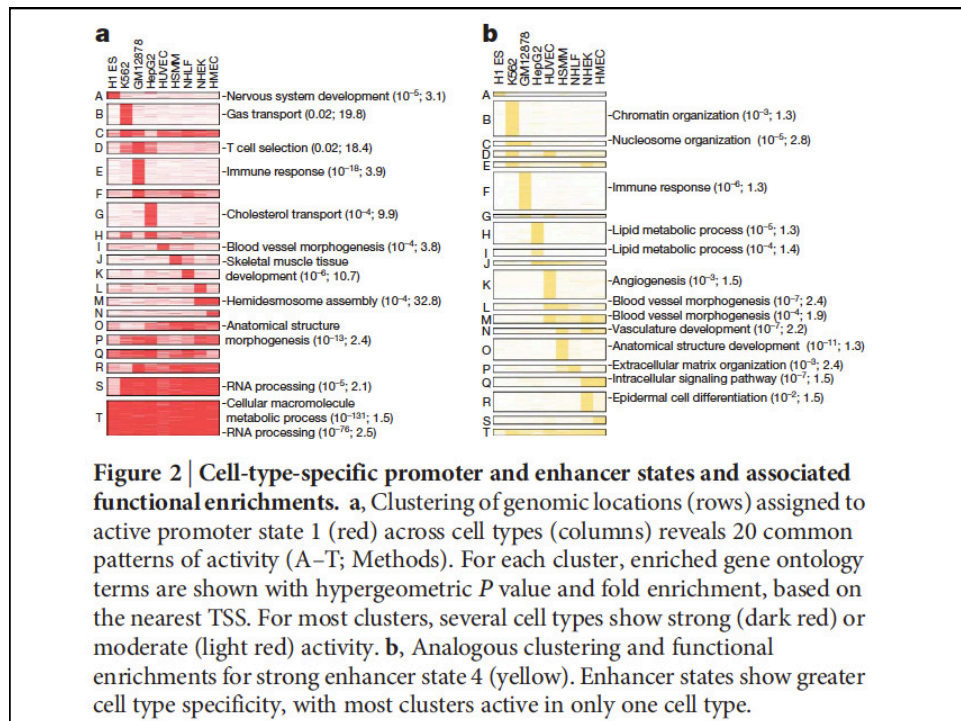 a
H1 ES
K562
GM12878
HepG2
HUVEC
HSMM
NHLF
NHEK
HMEC
A
-Nervous system development (10⁻⁵; 3.1)
B
-Gas transport (0.02; 19.8)
C
D
-T cell selection (0.02; 18.4)
E
-Immune response (10⁻¹⁸; 3.9)
F
G
-Cholesterol transport (10⁻⁴; 9.9)
H
I
-Blood vessel morphogenesis (10⁻⁴; 3.8)
J
-Skeletal muscle tissue
K
development (10⁻⁶; 10.7)
L
M
-Hemidesmosome assembly (10⁻⁴; 32.8)
N
O
-Anatomical structure
P
morphogenesis (10⁻¹³; 2.4)
Q
R
S
-RNA processing (10⁻⁵; 2.1)
-Cellular macromolecule
T
metabolic process (10⁻¹³¹; 1.5)
-RNA processing (10⁻⁷⁶; 2.5)
b
H1 ES
K562
GM12878
HepG2
HUVEC
HSMM
NHLF
NHEK
HMEC
A
B
-Chromatin organization (10⁻³; 1.3)
C
-Nucleosome organization (10⁻⁵; 2.8)
D
E
F
-Immune response (10⁻⁶; 1.3)
G
H
-Lipid metabolic process (10⁻⁵; 1.3)
I
-Lipid metabolic process (10⁻⁴; 1.4)
J
K
-Angiogenesis (10⁻³; 1.5)
L
-Blood vessel morphogenesis (10⁻⁷; 2.4)
M
-Blood vessel morphogenesis (10⁻⁴; 1.9)
N
-Vasculature development (10⁻⁷; 2.2)
O
-Anatomical structure development (10⁻¹¹; 1.3)
P
-Extracellular matrix organization (10⁻³; 2.4)
Q
-Intracellular signaling pathway (10⁻⁷; 1.5)
R
-Epidermal cell differentiation (10⁻²; 1.5)
S
T
Figure 2 | Cell-type-specific promoter and enhancer states and associated
functional enrichments. a, Clustering of genomic locations (rows) assigned to
active promoter state 1 (red) across cell types (columns) reveals 20 common
patterns of activity (A–T; Methods). For each cluster, enriched gene ontology
terms are shown with hypergeometric P value and fold enrichment, based on
the nearest TSS. For most clusters, several cell types show strong (dark red) or
moderate (light red) activity. b, Analogous clustering and functional
enrichments for strong enhancer state 4 (yellow). Enhancer states show greater
cell type specificity, with most clusters active in only one cell type.